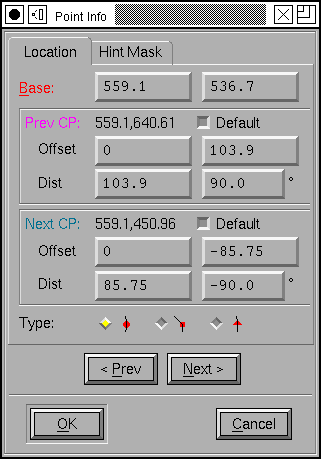 Point Info
Location Hint Mask
Base: 559.1 536.7
Prev CP: 559.1,640.61 Default
Offset 0 103.9
Dist 103.9 90.0 °
Next CP: 559.1,450.96 Default
Offset 0 -85.75
Dist 85.75 -90.0 °
Type:
< Prev Next >
OK Cancel